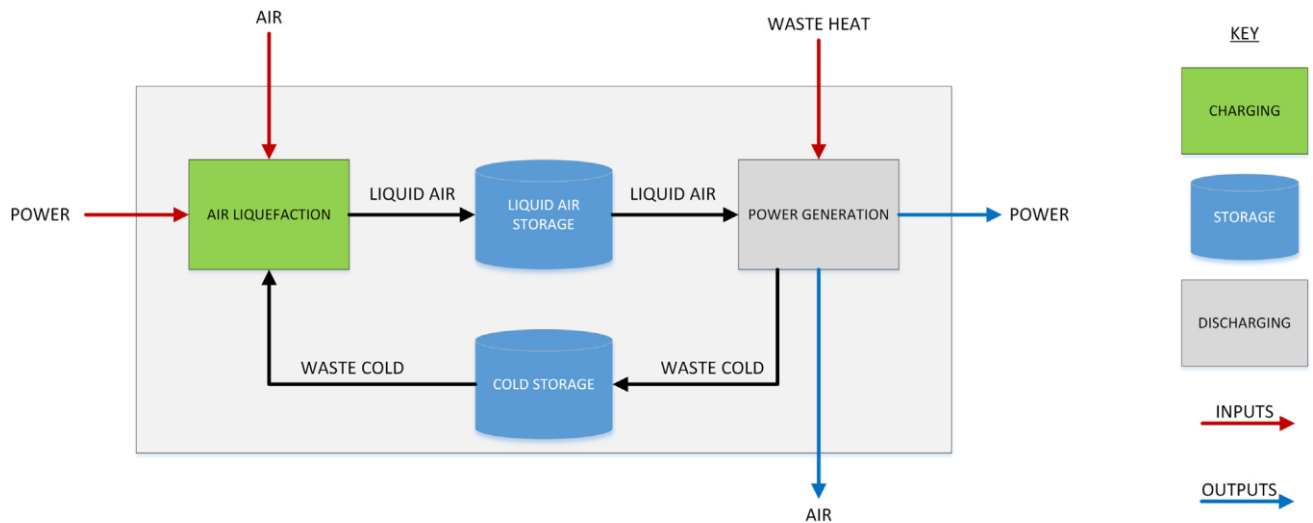 AIR
WASTE HEAT
KEY
CHARGING
LIQUID AIR
LIQUID AIR
POWER
AIR LIQUEFACTION
LIQUID AIR
STORAGE
POWER GENERATION
POWER
STORAGE
DISCHARGING
WASTE COLD
COLD STORAGE
WASTE COLD
INPUTS
OUTPUTS
AIR